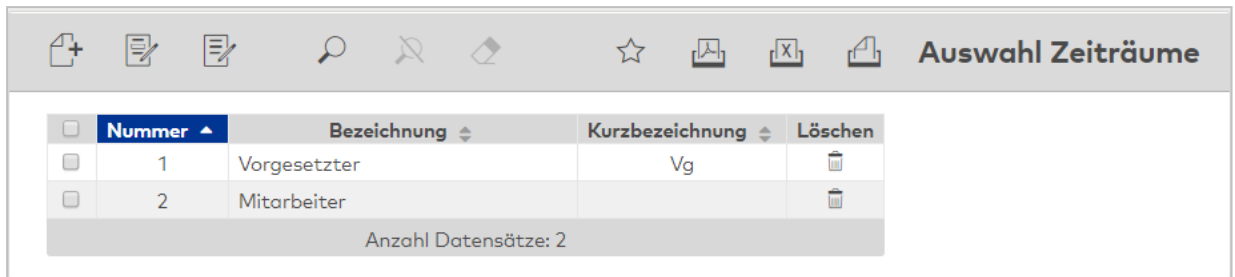 Auswahl Zeiträume
Nummer Bezeichnung Kurzbezeichnung Löschen
1 Vorgesetzter Vg
2 Mitarbeiter
Anzahl Datensätze: 2